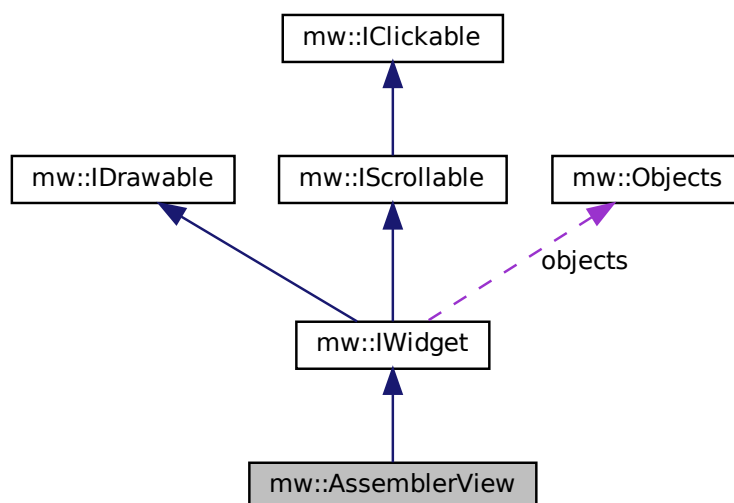 mw::IClickable
mw::IDrawable
mw::IScrollable
mw::Objects
objects
mw::IWidget
mw::AssemblerView